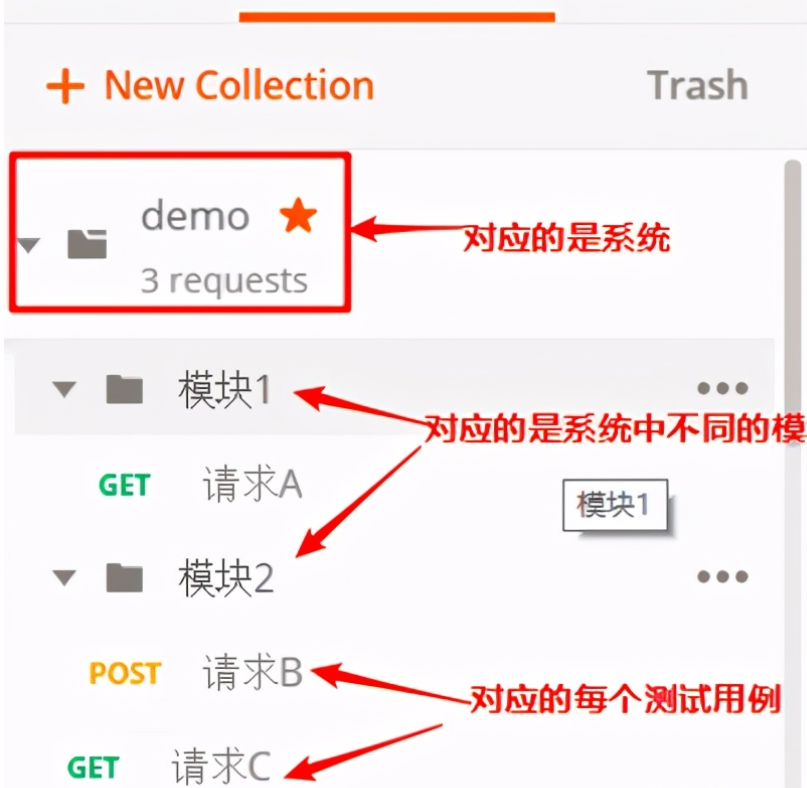 New Collection
Trash
demo
3 requests
对应的是系统
模块1
对应的是系统中不同的模
GET 请求A
模块1
模块2
POST 请求B
对应的每个测试用例
GET 请求C